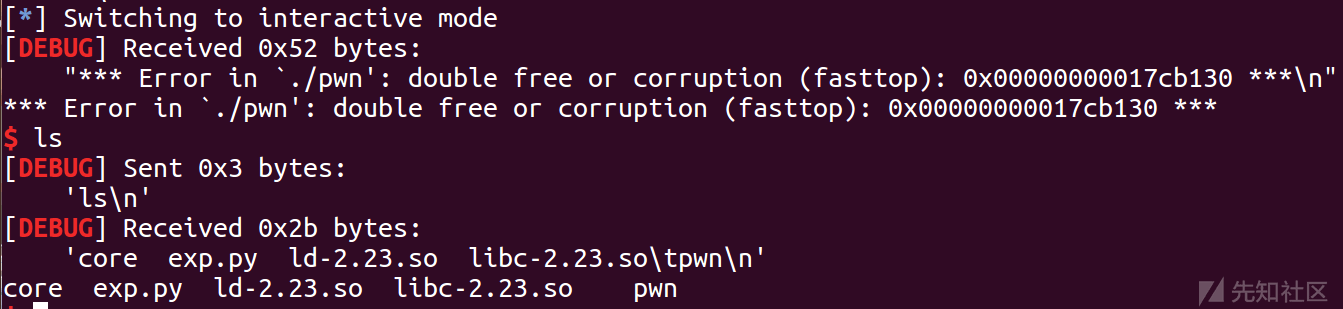 [*] Switching to interactive mode
[DEBUG] Received 0x52 bytes:
    "*** Error in `./pwn': double free or corruption (fasttop): 0x00000000017cb130 ***\n"
*** Error in `./pwn': double free or corruption (fasttop): 0x00000000017cb130 ***
$ ls
[DEBUG] Sent 0x3 bytes:
    'ls\n'
[DEBUG] Received 0x2b bytes:
    'core  exp.py  ld-2.23.so  libc-2.23.so\tpwn\n'
core  exp.py  ld-2.23.so  libc-2.23.so    pwn
先知社区